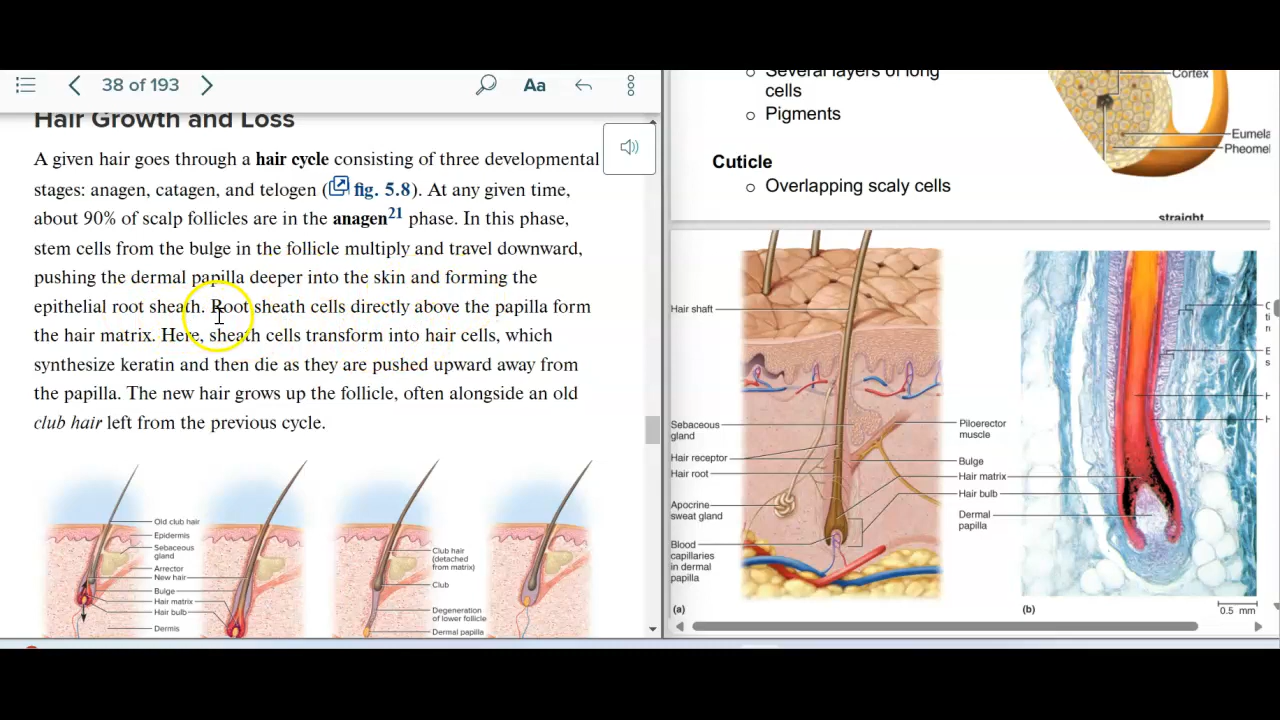 38 of 193
Aa
Hair Growth and Loss
A given hair goes through a hair cycle consisting of three developmental
stages: anagen, catagen, and telogen (fig. 5.8). At any given time,
about 90% of scalp follicles are in the anagen21 phase. In this phase,
stem cells from the bulge in the follicle multiply and travel downward,
pushing the dermal papilla deeper into the skin and forming the
epithelial root sheath. Root sheath cells directly above the papilla form
the hair matrix. Here, sheath cells transform into hair cells, which
synthesize keratin and then die as they are pushed upward away from
the papilla. The new hair grows up the follicle, often alongside an old
club hair left from the previous cycle.
Old club hair
Epidermis
Sebaceous
gland
Arrector
New hair
Bulge
Hair matrix
Hair bulb
Dermis
Club hair
(detached
from matrix)
Club
Degeneration
of lower follicle
Dermal papilla
Several layers of long
cells
Pigments
Cuticle
Overlapping scaly cells
Cortex
Eumela
Pheomel
straight
Hair shaft
Sebaceous
gland
Hair receptor
Hair root
Apocrine
sweat gland
Blood
capillaries
in dermal
papilla
(a)
Piloerector
muscle
Bulge
Hair matrix
Hair bulb
Dermal
papilla
(b)
0.5 mm